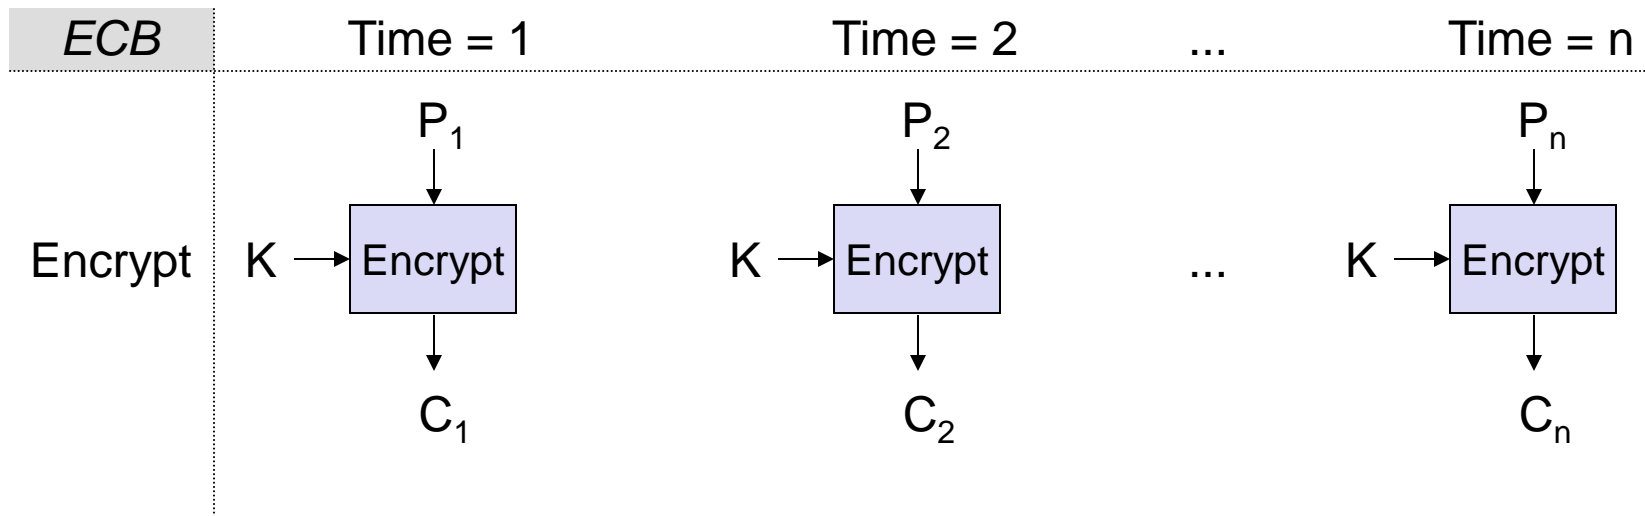 ECB Time = 1 Time = 2 ... Time = n
P₁ P₂ Pₙ
Encrypt K Encrypt K Encrypt ... K Encrypt
C₁ C₂ Cₙ